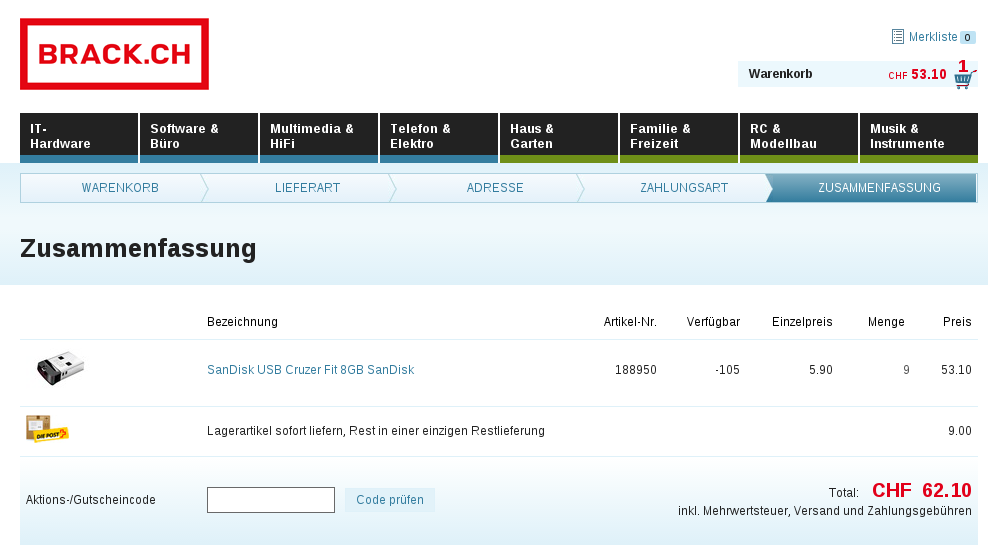 BRACK.CH
Merkliste 0
1
Warenkorb CHF 53.10
IT-
Hardware
Software &
Büro
Multimedia &
HiFi
Telefon &
Elektro
Haus &
Garten
Familie &
Freizeit
RC &
Modellbau
Musik &
Instrumente
WARENKORB LIEFERART ADRESSE ZAHLUNGSART ZUSAMMENFASSUNG
Zusammenfassung
Bezeichnung Artikel-Nr. Verfügbar Einzelpreis Menge Preis
SanDisk USB Cruzer Fit 8GB SanDisk 188950 -105 5.90 9 53.10
DIE POST
Lagerartikel sofort liefern, Rest in einer einzigen Restlieferung 9.00
Aktions-/Gutscheincode Code prüfen Total: CHF 62.10
inkl. Mehrwertsteuer, Versand und Zahlungsgebühren